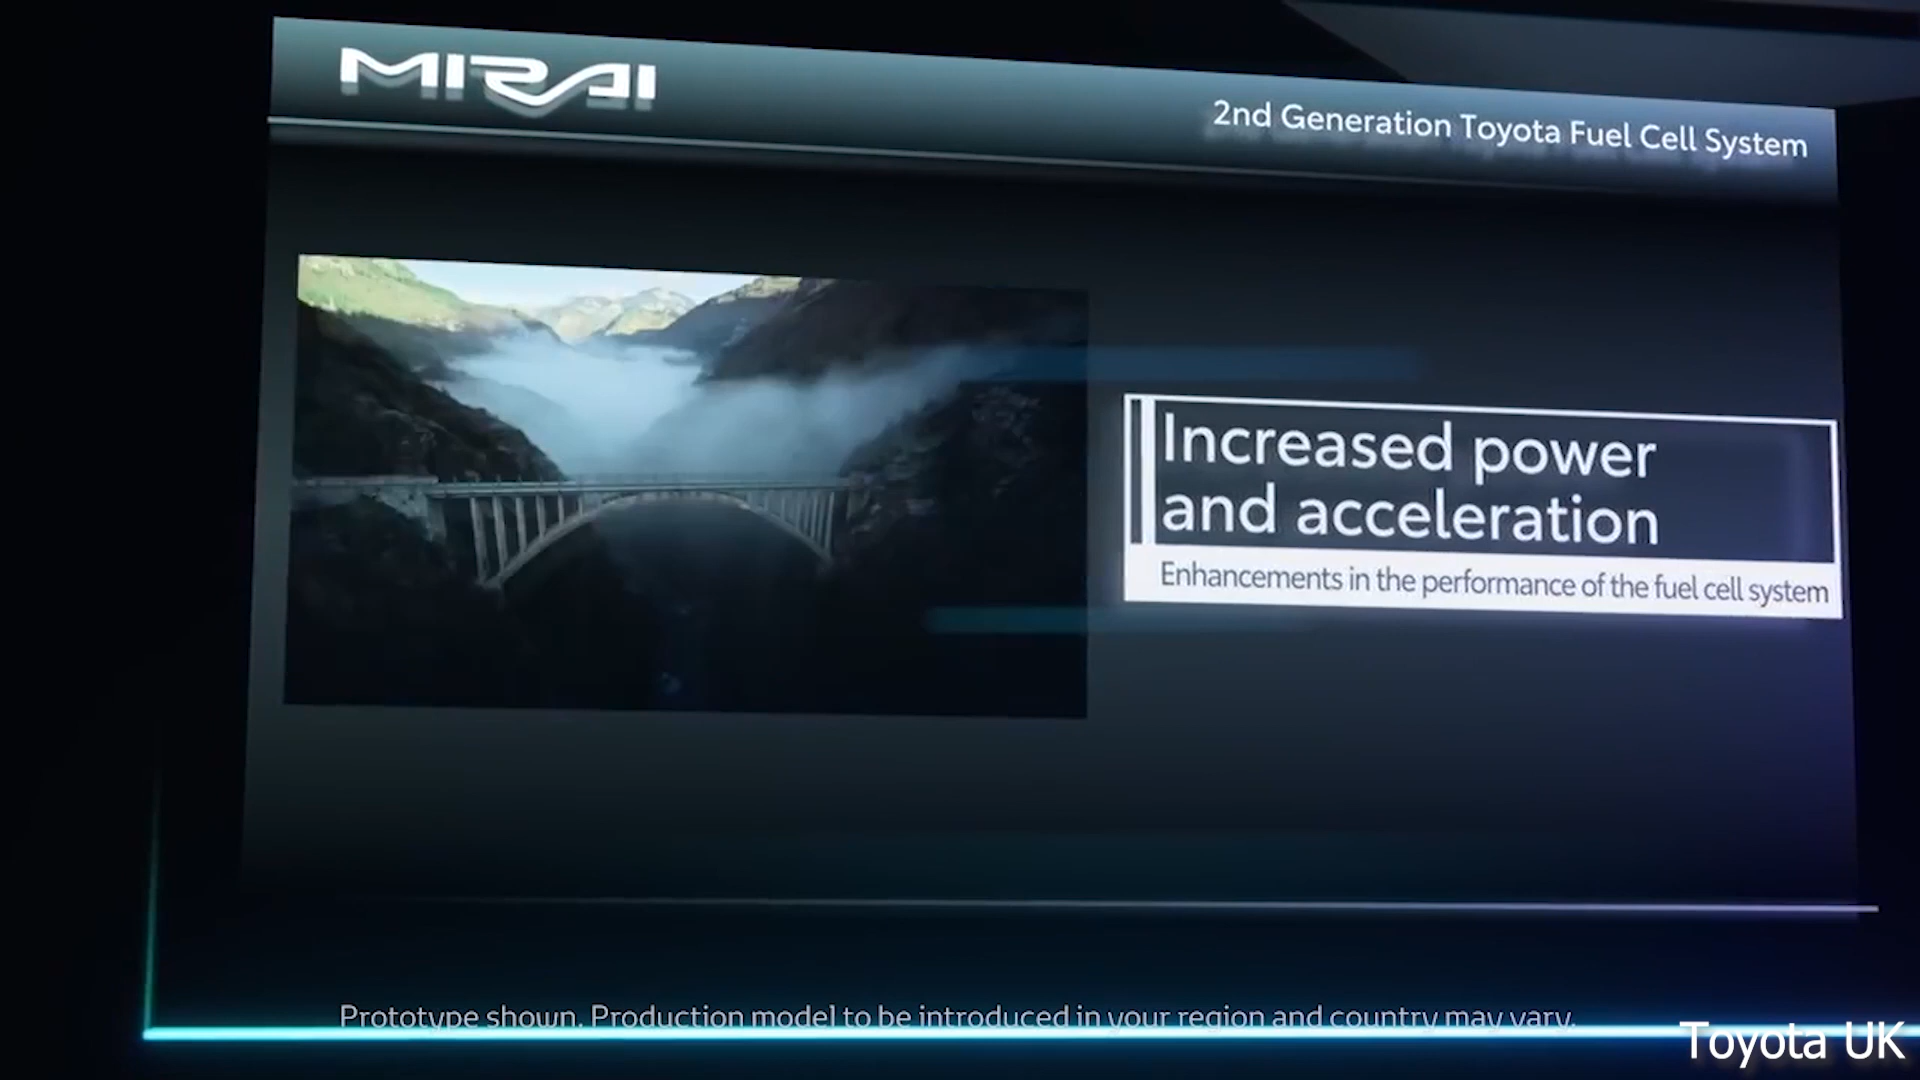 MIRAI
2nd Generation Toyota Fuel Cell System
Increased power
and acceleration
Enhancements in the performance of the fuel cell system
Prototype shown. Production model to be introduced in your region and country may vary.
Toyota UK